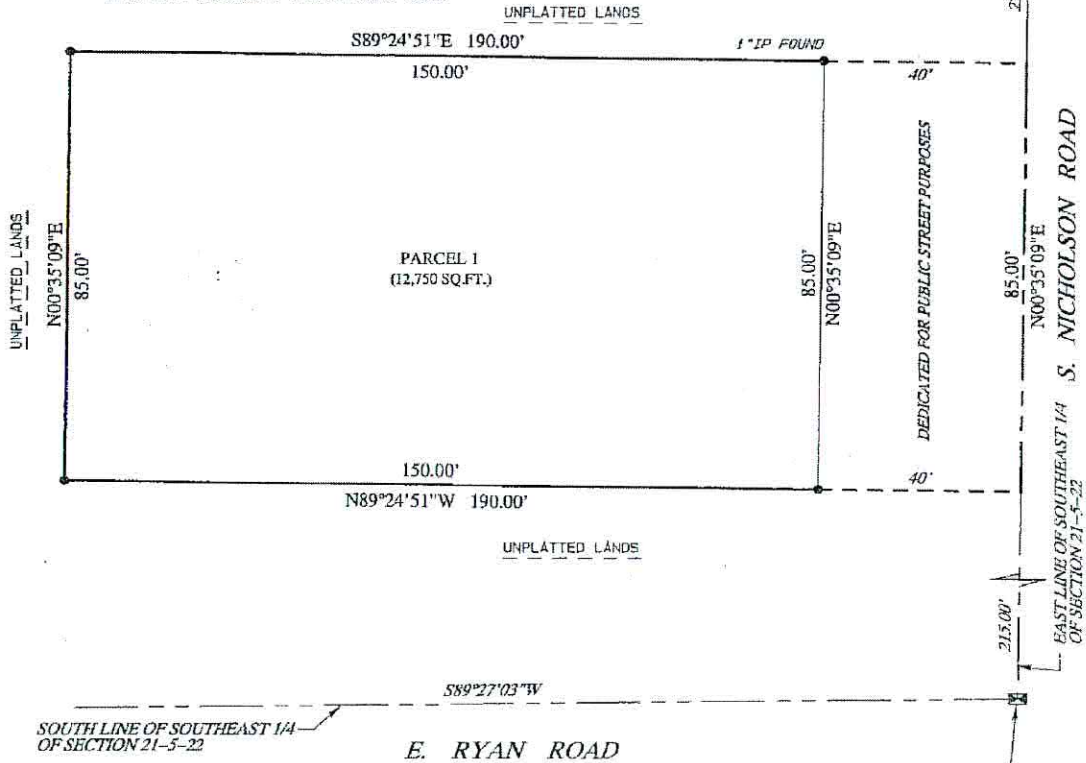 UNPLATTED LANDS
S89°24'51"E 190.00'
1"IP FOUND
150.00'
40'
UNPLATTED LANDS
N00°35'09"E
85.00'
PARCEL 1
(12,750 SQ.FT.)
85.00'
N00°35'09"E
DEDICATED FOR PUBLIC STREET PURPOSES
85.00'
N00°35'09"E
S. NICHOLSON ROAD
150.00'
N89°24'51"W 190.00'
40'
UNPLATTED LANDS
215.00'
EAST LINE OF SOUTHEAST 1/4
OF SECTION 21-5-22
S89°27'03"W
SOUTH LINE OF SOUTHEAST 1/4
OF SECTION 21-5-22
E. RYAN ROAD